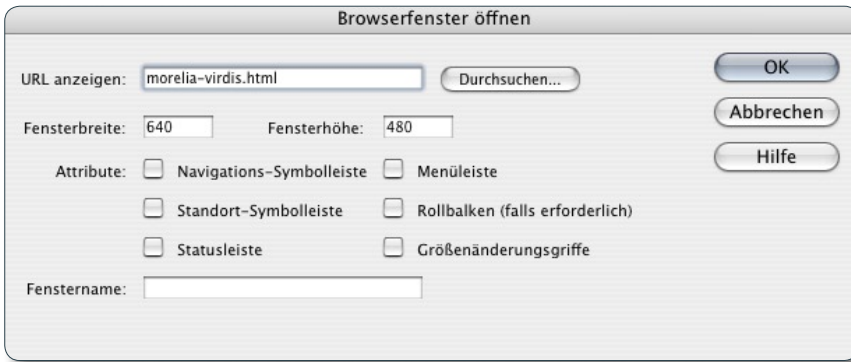 Browserfenster öffnen
URL anzeigen: morelia-virdis.html Durchsuchen... OK
Abbrechen
Fensterbreite: 640 Fensterhöhe: 480
Hilfe
Attribute: Navigations-Symbolleiste Menüleiste
Standort-Symbolleiste Rollbalken (falls erforderlich)
Statusleiste Größenänderungsgriffe
Fenstername: